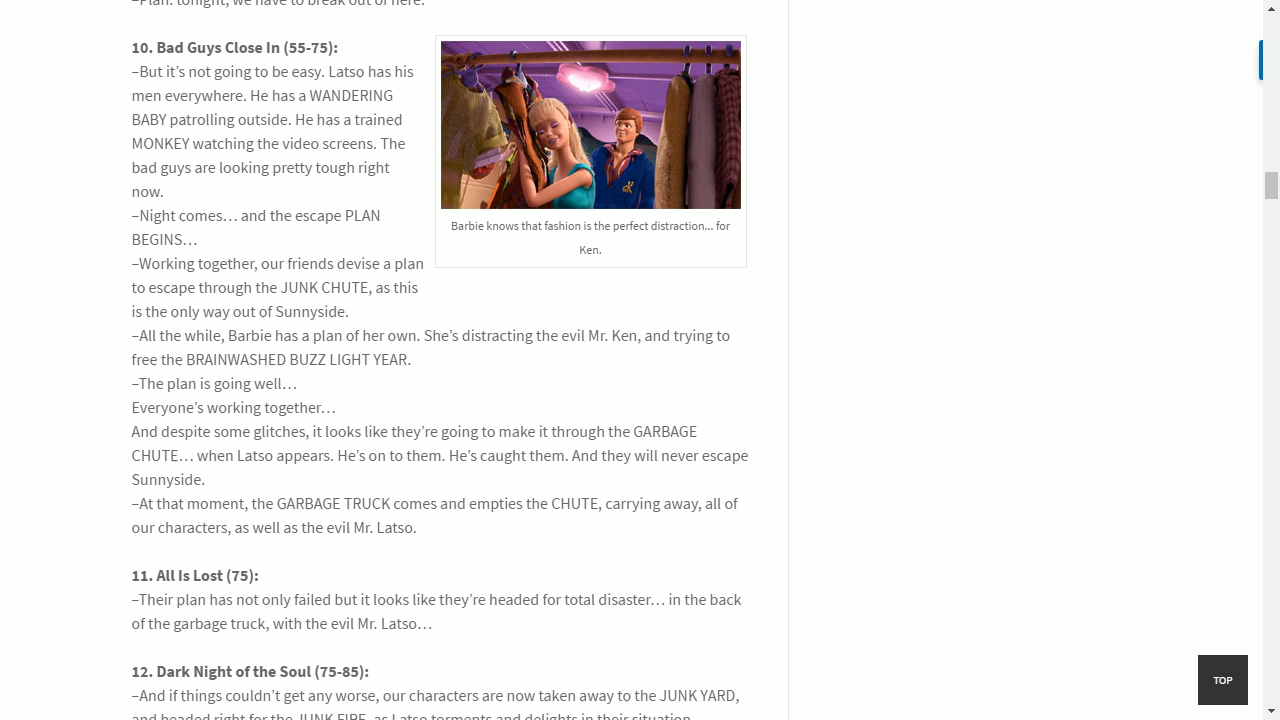 –Plan: tonight, we have to break out of here.
10. Bad Guys Close In (55-75):
–But it’s not going to be easy. Latso has his
men everywhere. He has a WANDERING
BABY patrolling outside. He has a trained
MONKEY watching the video screens. The
bad guys are looking pretty tough right
now.
–Night comes… and the escape PLAN
BEGINS…
–Working together, our friends devise a plan
to escape through the JUNK CHUTE, as this
is the only way out of Sunnyside.
Barbie knows that fashion is the perfect distraction... for
Ken.
–All the while, Barbie has a plan of her own. She’s distracting the evil Mr. Ken, and trying to
free the BRAINWASHED BUZZ LIGHT YEAR.
–The plan is going well…
Everyone’s working together…
And despite some glitches, it looks like they’re going to make it through the GARBAGE
CHUTE… when Latso appears. He’s on to them. He’s caught them. And they will never escape
Sunnyside.
–At that moment, the GARBAGE TRUCK comes and empties the CHUTE, carrying away, all of
our characters, as well as the evil Mr. Latso.
11. All Is Lost (75):
–Their plan has not only failed but it looks like they’re headed for total disaster… in the back
of the garbage truck, with the evil Mr. Latso…
12. Dark Night of the Soul (75-85):
–And if things couldn’t get any worse, our characters are now taken away to the JUNK YARD,
and headed right for the JUNK FIRE, as Latso torments and delights in their situation.
TOP